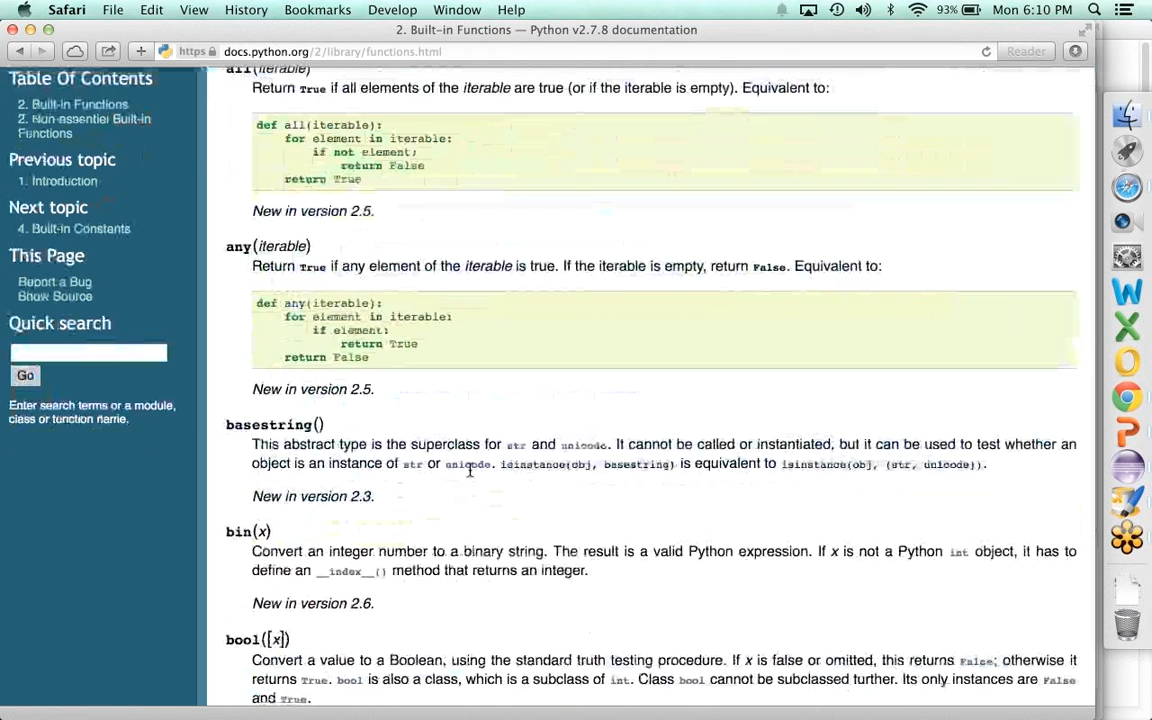 Safari File Edit View History Bookmarks Develop Window Help 93% Mon 6:10 PM
2. Built-in Functions — Python v2.7.8 documentation
https docs.python.org/2/library/functions.html Reader
Table Of Contents
2. Built-in Functions
2. Non-essential Built-in
Functions
Previous topic
1. Introduction
Next topic
4. Built-in Constants
This Page
Report a Bug
Show Source
Quick search
Go
Enter search terms or a module,
class or function name.
all(iterable)
Return True if all elements of the iterable are true (or if the iterable is empty). Equivalent to:
def all(iterable):
for element in iterable:
if not element:
return False
return True
New in version 2.5.
any(iterable)
Return True if any element of the iterable is true. If the iterable is empty, return False. Equivalent to:
def any(iterable):
for element in iterable:
if element:
return True
return False
New in version 2.5.
basestring()
This abstract type is the superclass for str and unicode. It cannot be called or instantiated, but it can be used to test whether an
object is an instance of str or unicode. isinstance(obj, basestring) is equivalent to isinstance(obj, (str, unicode)).
New in version 2.3.
bin(x)
Convert an integer number to a binary string. The result is a valid Python expression. If x is not a Python int object, it has to
define an __index__() method that returns an integer.
New in version 2.6.
bool([x])
Convert a value to a Boolean, using the standard truth testing procedure. If x is false or omitted, this returns False; otherwise it
returns True. bool is also a class, which is a subclass of int. Class bool cannot be subclassed further. Its only instances are False
and True.